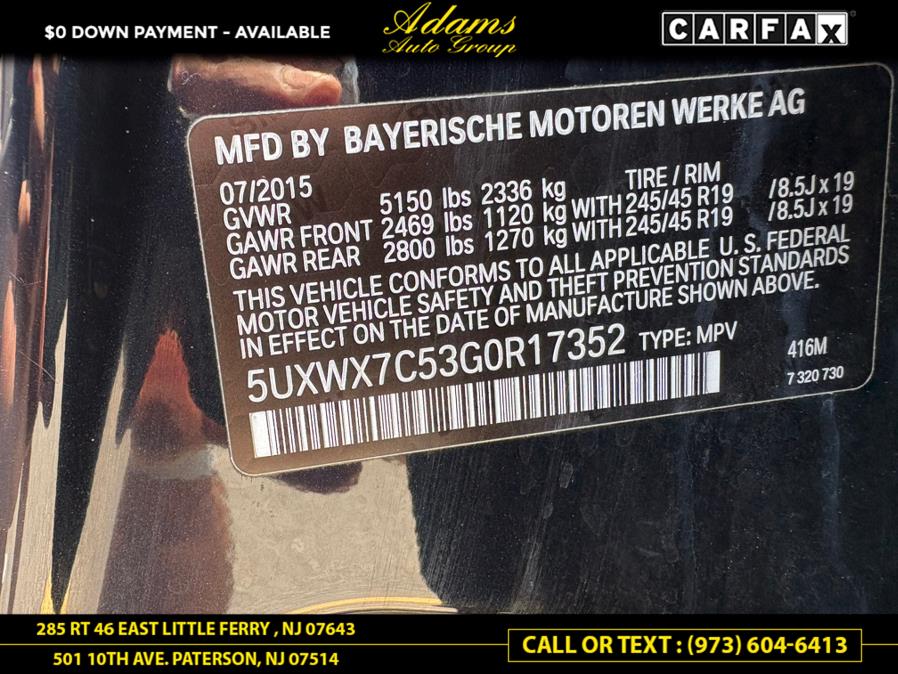 $0 DOWN PAYMENT - AVAILABLE
Adams
Auto Group
CARFAX
MFD BY BAYERISCHE MOTOREN WERKE AG
07/2015 TIRE / RIM
GVWR 5150 lbs 2336 kg
GAWR FRONT 2469 lbs 1120 kg WITH 245/45 R19 /8.5J x 19
GAWR REAR 2800 lbs 1270 kg WITH 245/45 R19 /8.5J x 19
THIS VEHICLE CONFORMS TO ALL APPLICABLE U. S. FEDERAL
MOTOR VEHICLE SAFETY AND THEFT PREVENTION STANDARDS
IN EFFECT ON THE DATE OF MANUFACTURE SHOWN ABOVE.
5UXWX7C53G0R17352 TYPE: MPV
416M
7 320 730
285 RT 46 EAST LITTLE FERRY , NJ 07643
501 10TH AVE. PATERSON, NJ 07514
CALL OR TEXT : (973) 604-6413